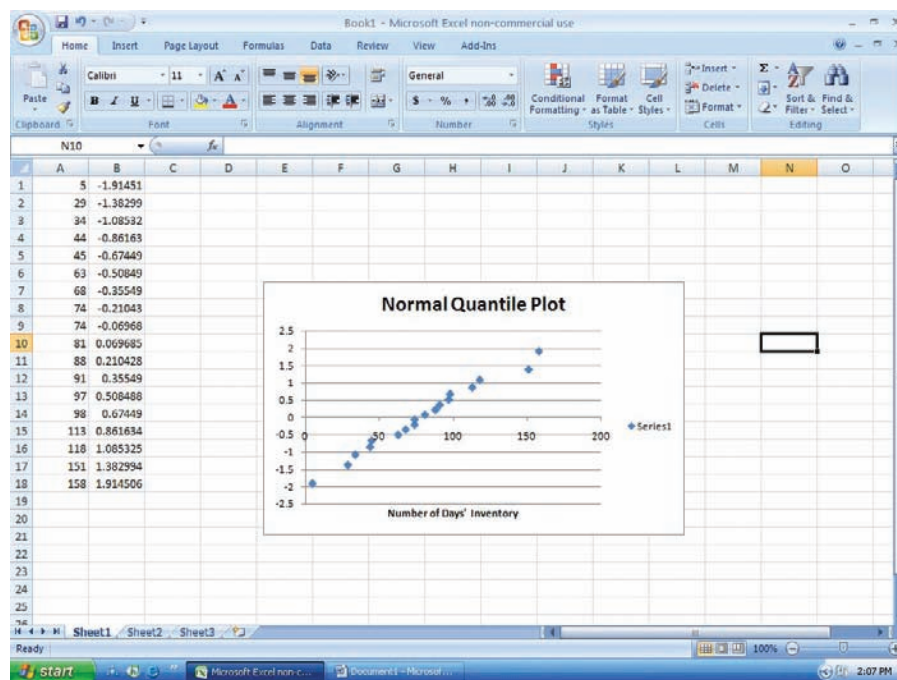 Book1 - Microsoft Excel non-commercial use
Home Insert Page Layout Formulas Data Review View Add-Ins
Paste
Calibri 11 A A
General
Conditional Formatting
Format as Table
Cell Styles
Insert
Delete
Format
Sort & Filter
Find & Select
B I U A
$ % ,
Clipboard Font Alignment Number Styles Cells Editing
N10 fx
A B C D E F G H I J K L M N O
1 5 -1.91451
2 29 -1.38299
3 34 -1.08532
4 44 -0.86163
5 45 -0.67449
6 63 -0.50849
7 68 -0.35549
8 74 -0.21043
9 74 -0.06968
10 81 0.069685
11 88 0.210428
12 91 0.35549
13 97 0.508488
14 98 0.67449
15 113 0.861634
16 118 1.085325
17 151 1.382994
18 158 1.914506
19
20
21
22
23
24
25
26
Normal Quantile Plot
2.5
2
1.5
1
0.5
0
-0.5
-1
-1.5
-2
-2.5
0 50 100 150 200
Series1
Number of Days' Inventory
Sheet1 Sheet2 Sheet3
Ready
100%
start
Microsoft Excel non-c...
Document1 - Microsof...
2:07 PM